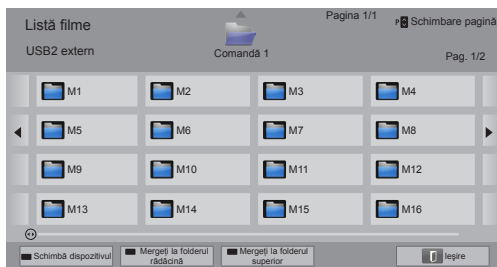 Listă filme
Pagina 1/1
P Schimbare pagină
USB2 extern
Comandă 1
Pag. 1/2
M1 M2 M3 M4
M5 M6 M7 M8
M9 M10 M11 M12
M13 M14 M15 M16
Schimbă dispozitivul
Mergeți la folderul
rădăcină
Mergeți la folderul
superior
Ieșire